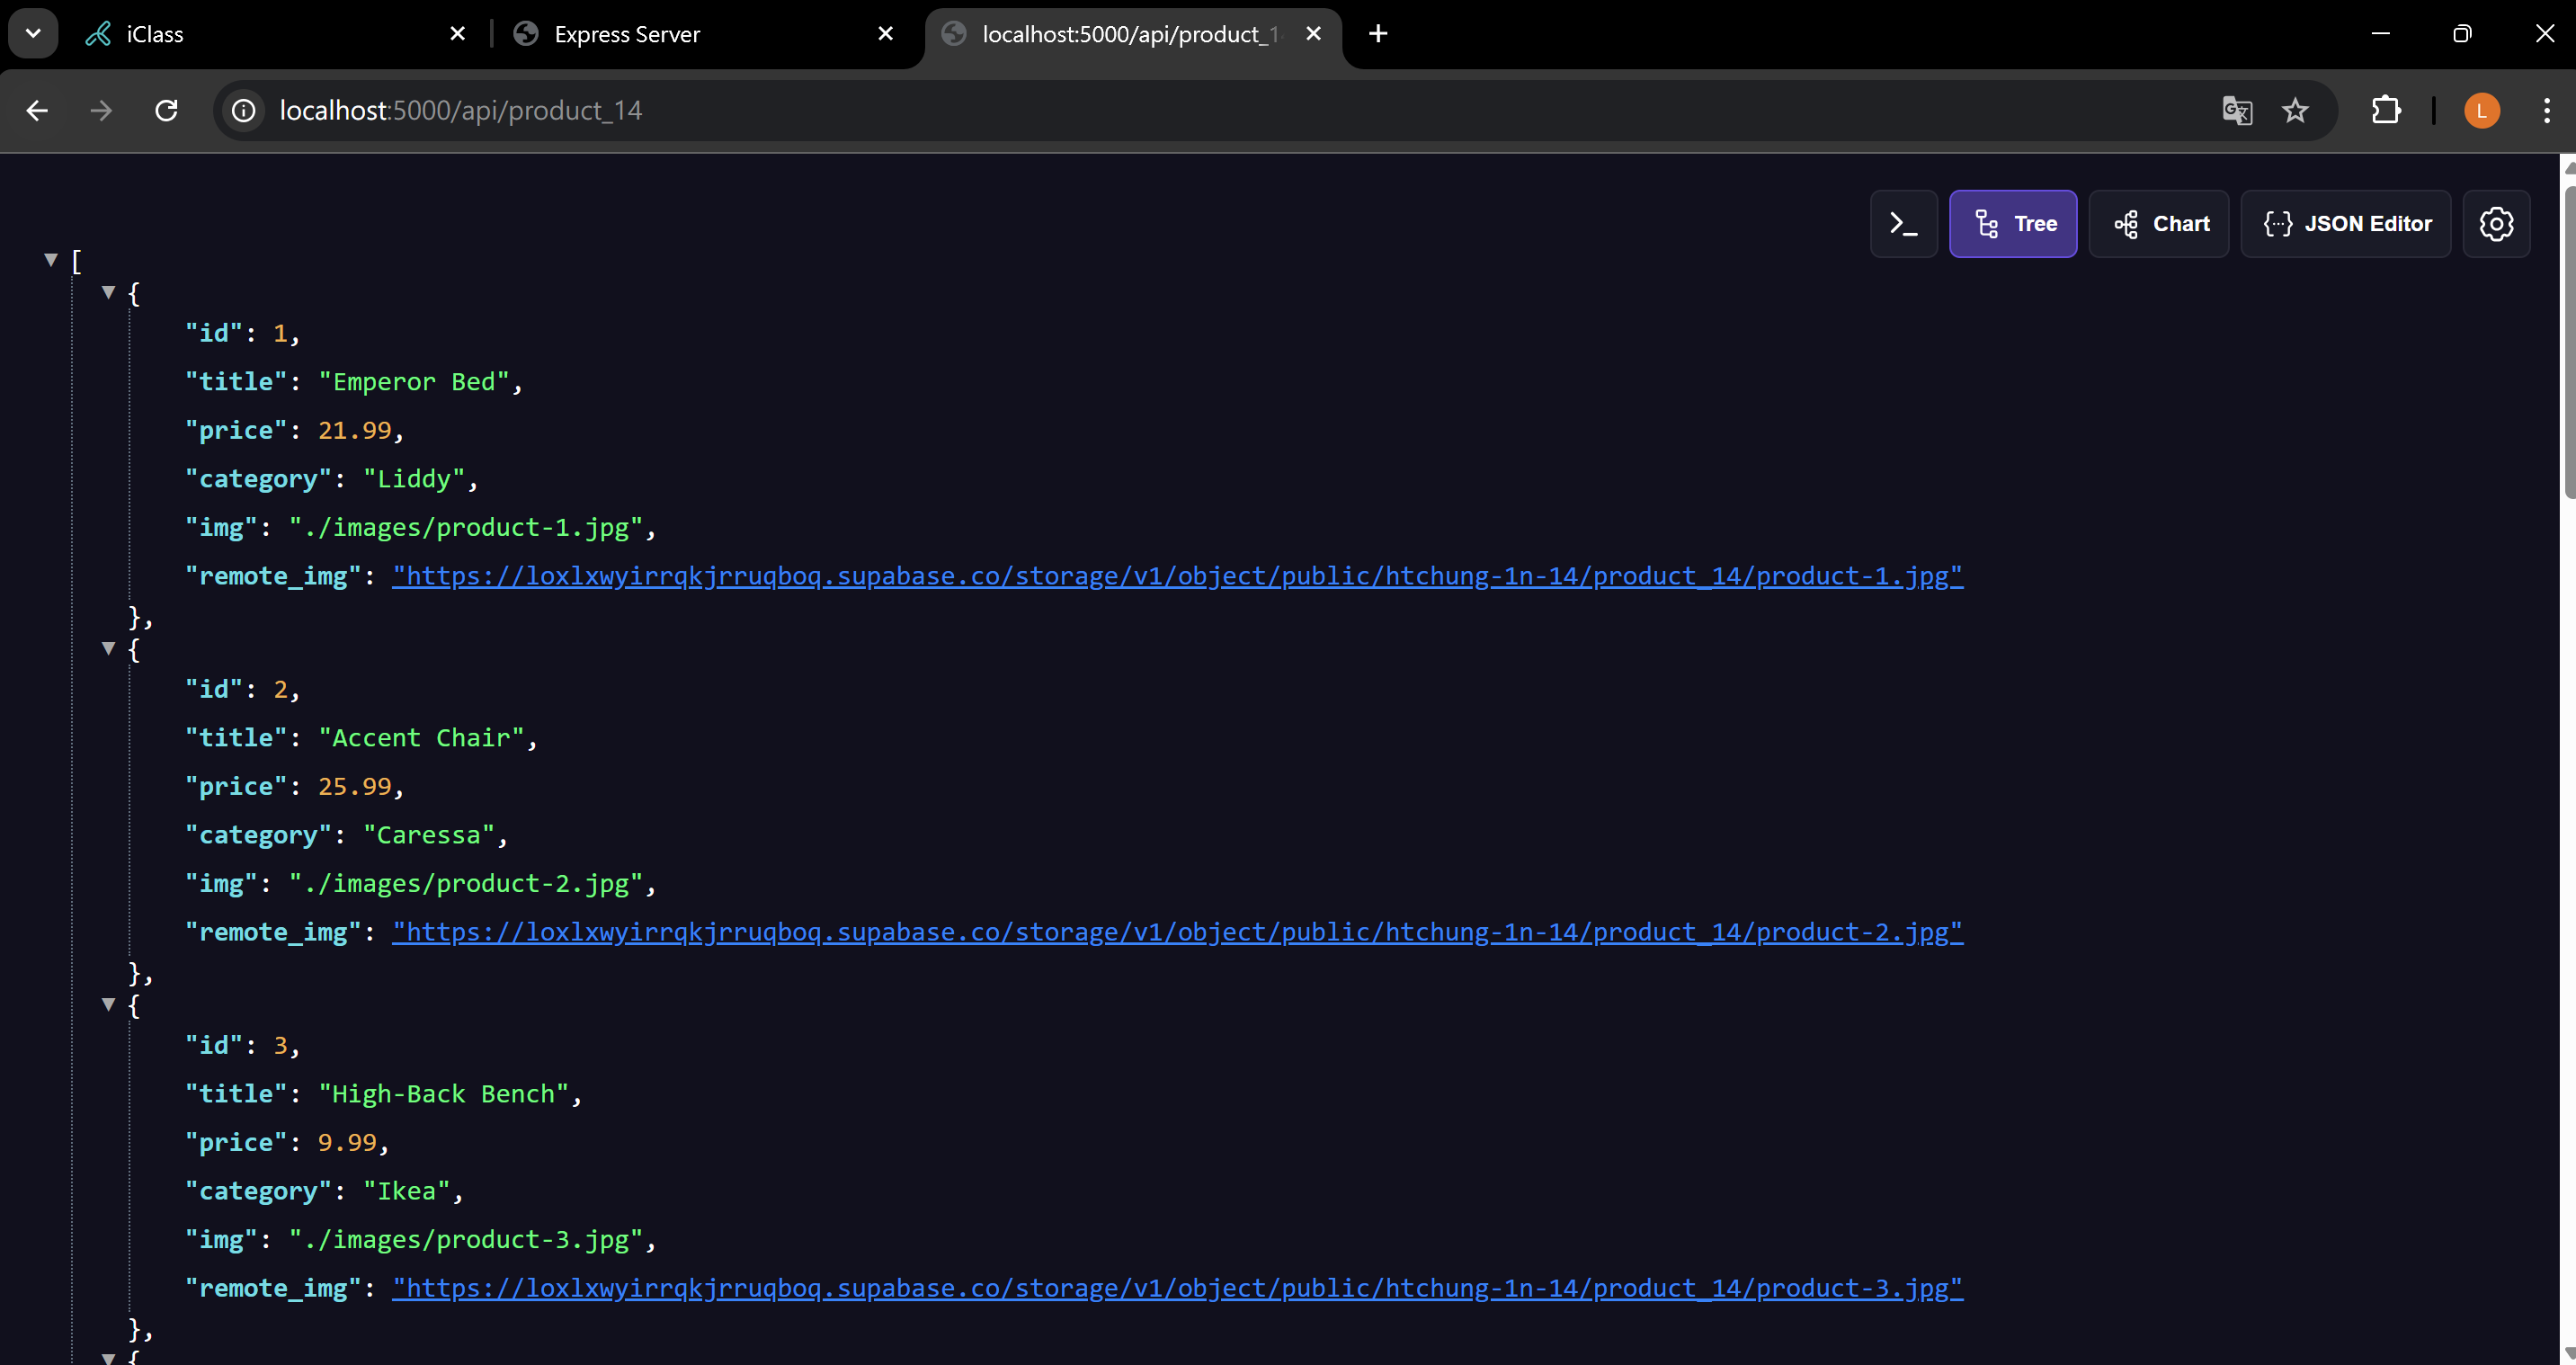 iClass
Express Server
localhost:5000/api/product_1
localhost:5000/api/product_14
L
Tree
Chart
JSON Editor
[
{
"id": 1,
"title": "Emperor Bed",
"price": 21.99,
"category": "Liddy",
"img": "./images/product-1.jpg",
"remote_img": "https://loxlxwyirrqkjrruqboq.supabase.co/storage/v1/object/public/htchung-1n-14/product_14/product-1.jpg"
},
{
"id": 2,
"title": "Accent Chair",
"price": 25.99,
"category": "Caressa",
"img": "./images/product-2.jpg",
"remote_img": "https://loxlxwyirrqkjrruqboq.supabase.co/storage/v1/object/public/htchung-1n-14/product_14/product-2.jpg"
},
{
"id": 3,
"title": "High-Back Bench",
"price": 9.99,
"category": "Ikea",
"img": "./images/product-3.jpg",
"remote_img": "https://loxlxwyirrqkjrruqboq.supabase.co/storage/v1/object/public/htchung-1n-14/product_14/product-3.jpg"
},
{